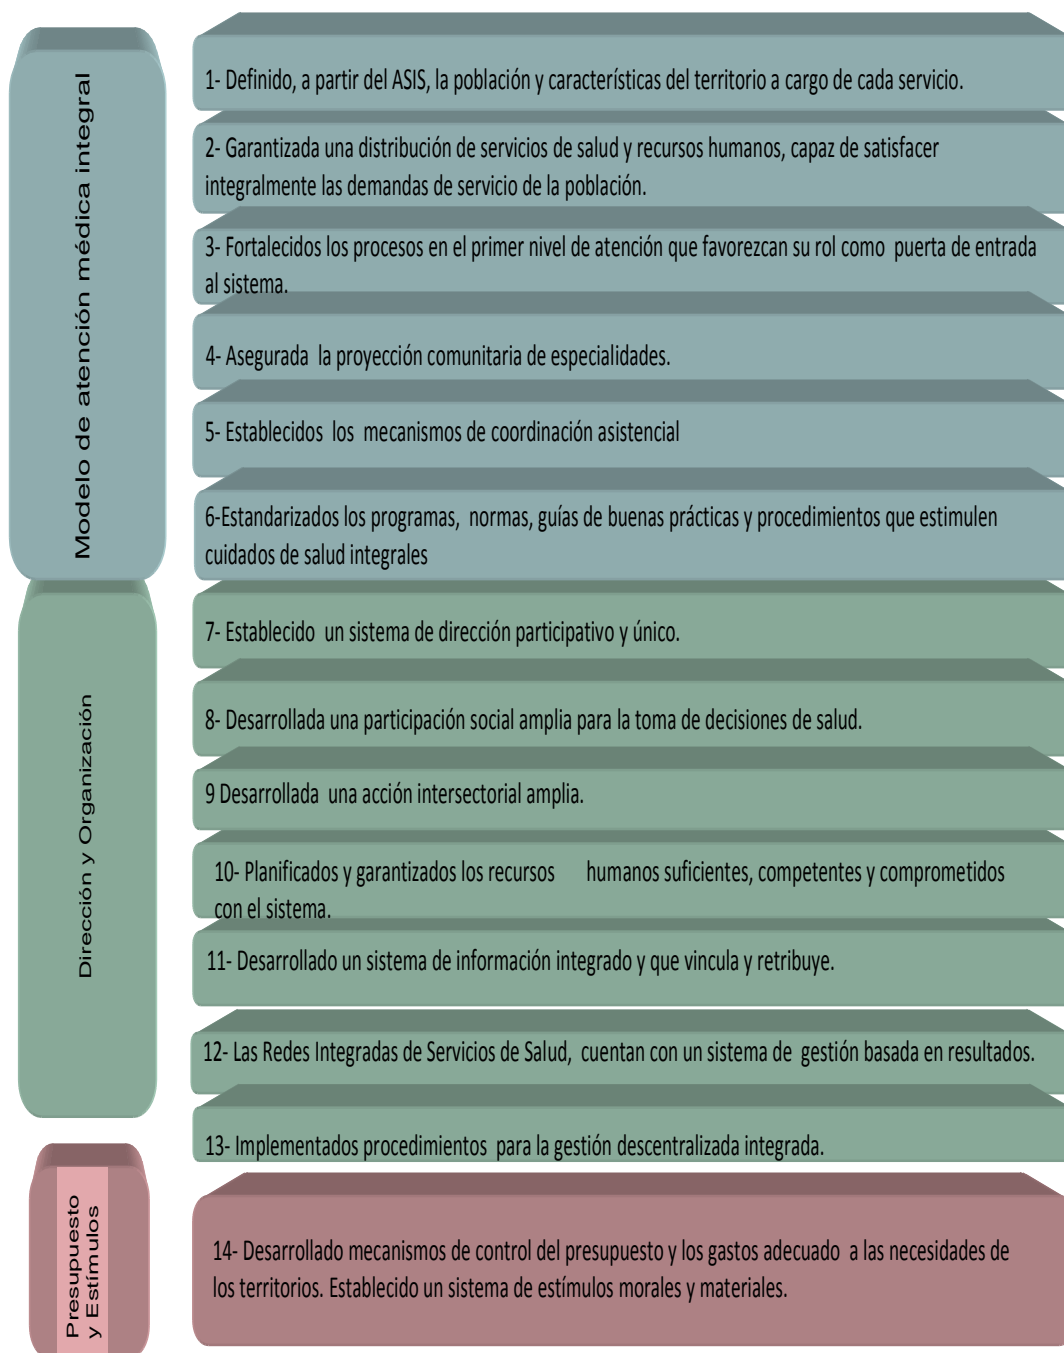 Modelo de atención médica integral
1- Definido, a partir del ASIS, la población y características del territorio a cargo de cada servicio.
2- Garantizada una distribución de servicios de salud y recursos humanos, capaz de satisfacer
integralmente las demandas de servicio de la población.
3- Fortalecidos los procesos en el primer nivel de atención que favorezcan su rol como puerta de entrada
al sistema.
4- Asegurada la proyección comunitaria de especialidades.
5- Establecidos los mecanismos de coordinación asistencial
6-Estandarizados los programas, normas, guías de buenas prácticas y procedimientos que estimulen
cuidados de salud integrales
Dirección y Organización
7- Establecido un sistema de dirección participativo y único.
8- Desarrollada una participación social amplia para la toma de decisiones de salud.
9 Desarrollada una acción intersectorial amplia.
10- Planificados y garantizados los recursos humanos suficientes, competentes y comprometidos
con el sistema.
11- Desarrollado un sistema de información integrado y que vincula y retribuye.
12- Las Redes Integradas de Servicios de Salud, cuentan con un sistema de gestión basada en resultados.
13- Implementados procedimientos para la gestión descentralizada integrada.
Presupuesto
y Estímulos
14- Desarrollado mecanismos de control del presupuesto y los gastos adecuado a las necesidades de
los territorios. Establecido un sistema de estímulos morales y materiales.